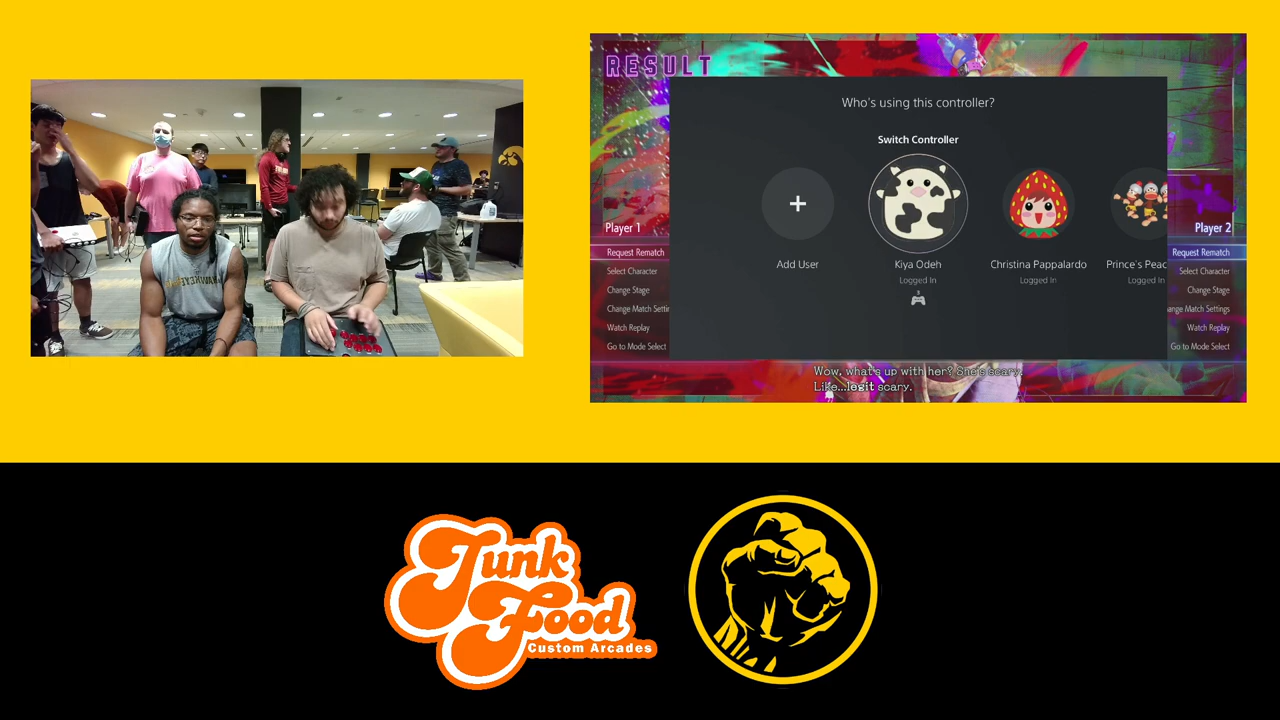 RESULT
Who's using this controller?
Switch Controller
Add User
Kiya Odeh
Logged In
Christina Pappalardo
Logged In
Prince's Peac
Logged In
Player 1
Request Rematch
Select Character
Change Stage
Change Match Settin
Watch Replay
Go to Mode Select
Player 2
Request Rematch
Select Character
Change Stage
ange Match Settings
Watch Replay
Go to Mode Select
Wow, what's up with her? She's scary.
Like...legit scary.
Junk
Food
Custom Arcades